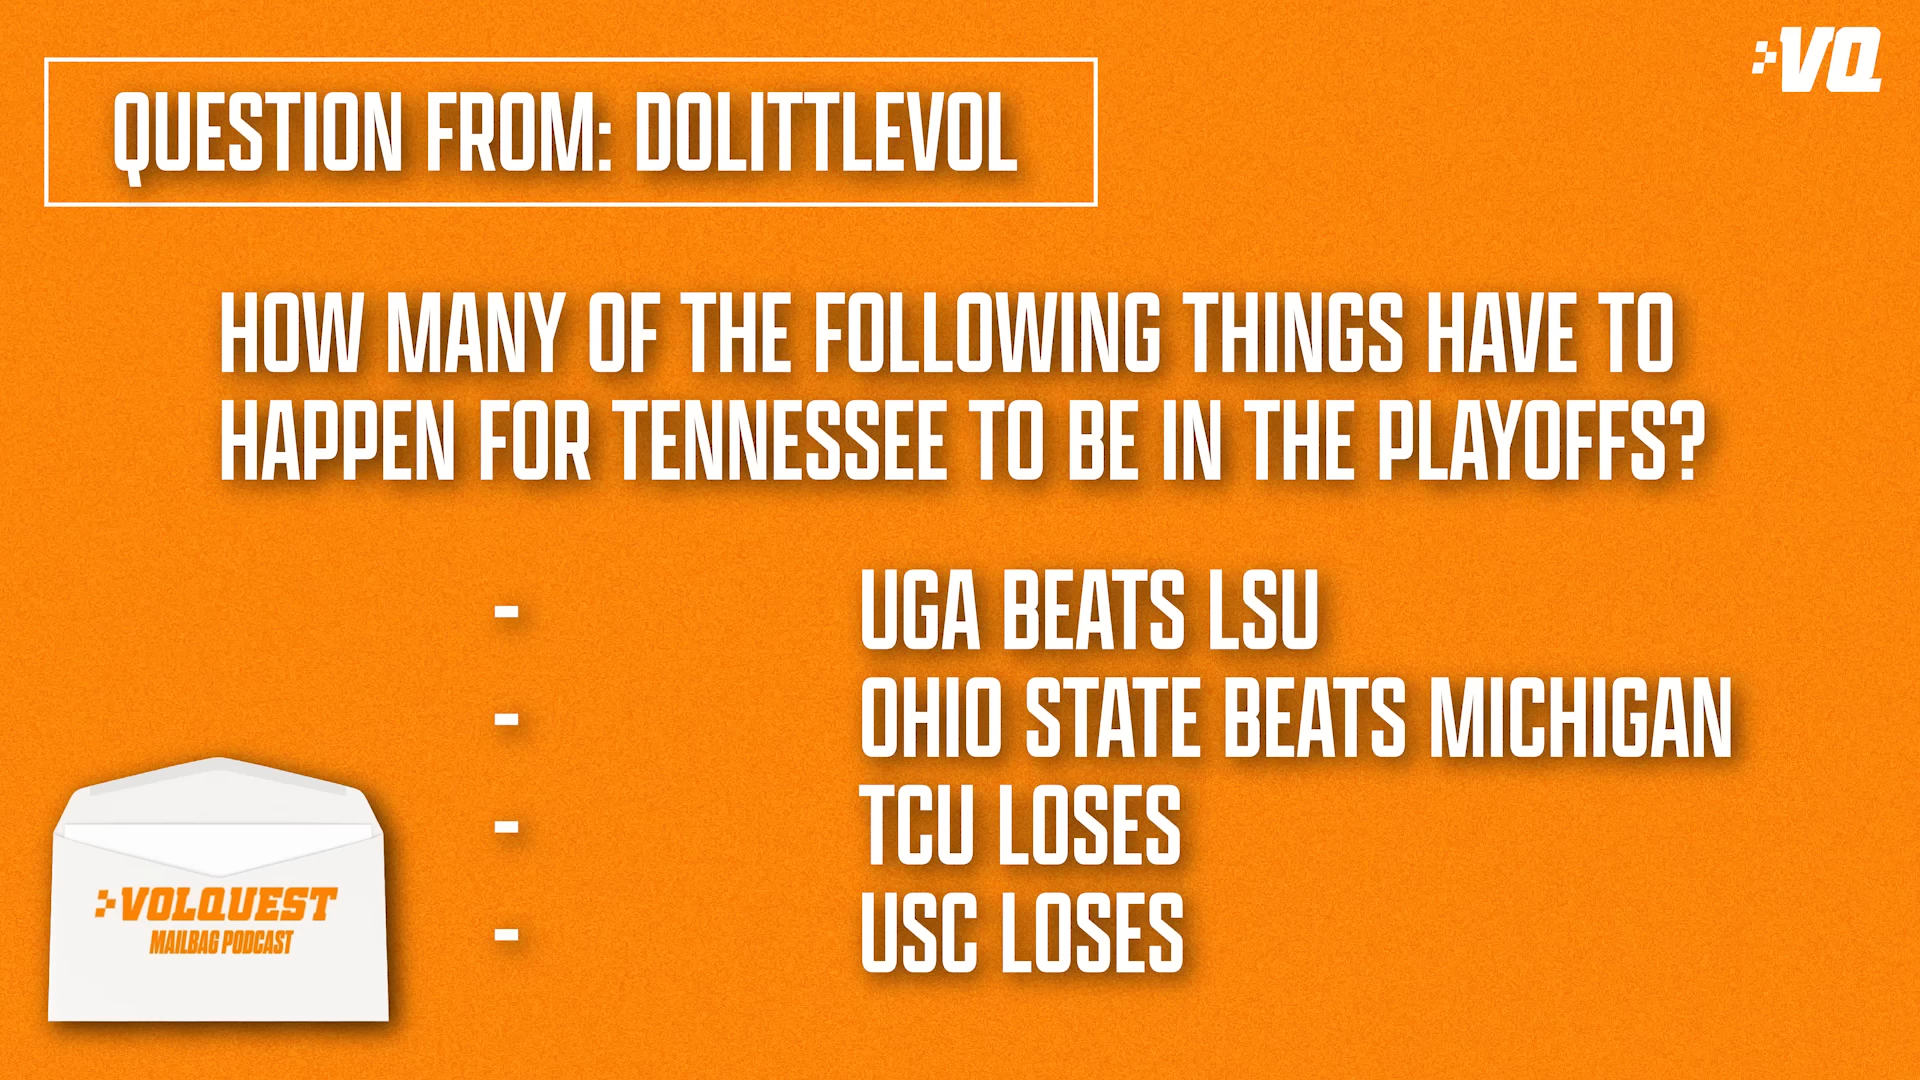 VQ
QUESTION FROM: DOLITTLEVOL
HOW MANY OF THE FOLLOWING THINGS HAVE TO
HAPPEN FOR TENNESSEE TO BE IN THE PLAYOFFS?
- UGA BEATS LSU
- OHIO STATE BEATS MICHIGAN
- TCU LOSES
- USC LOSES
VOLQUEST
MAILBAG PODCAST